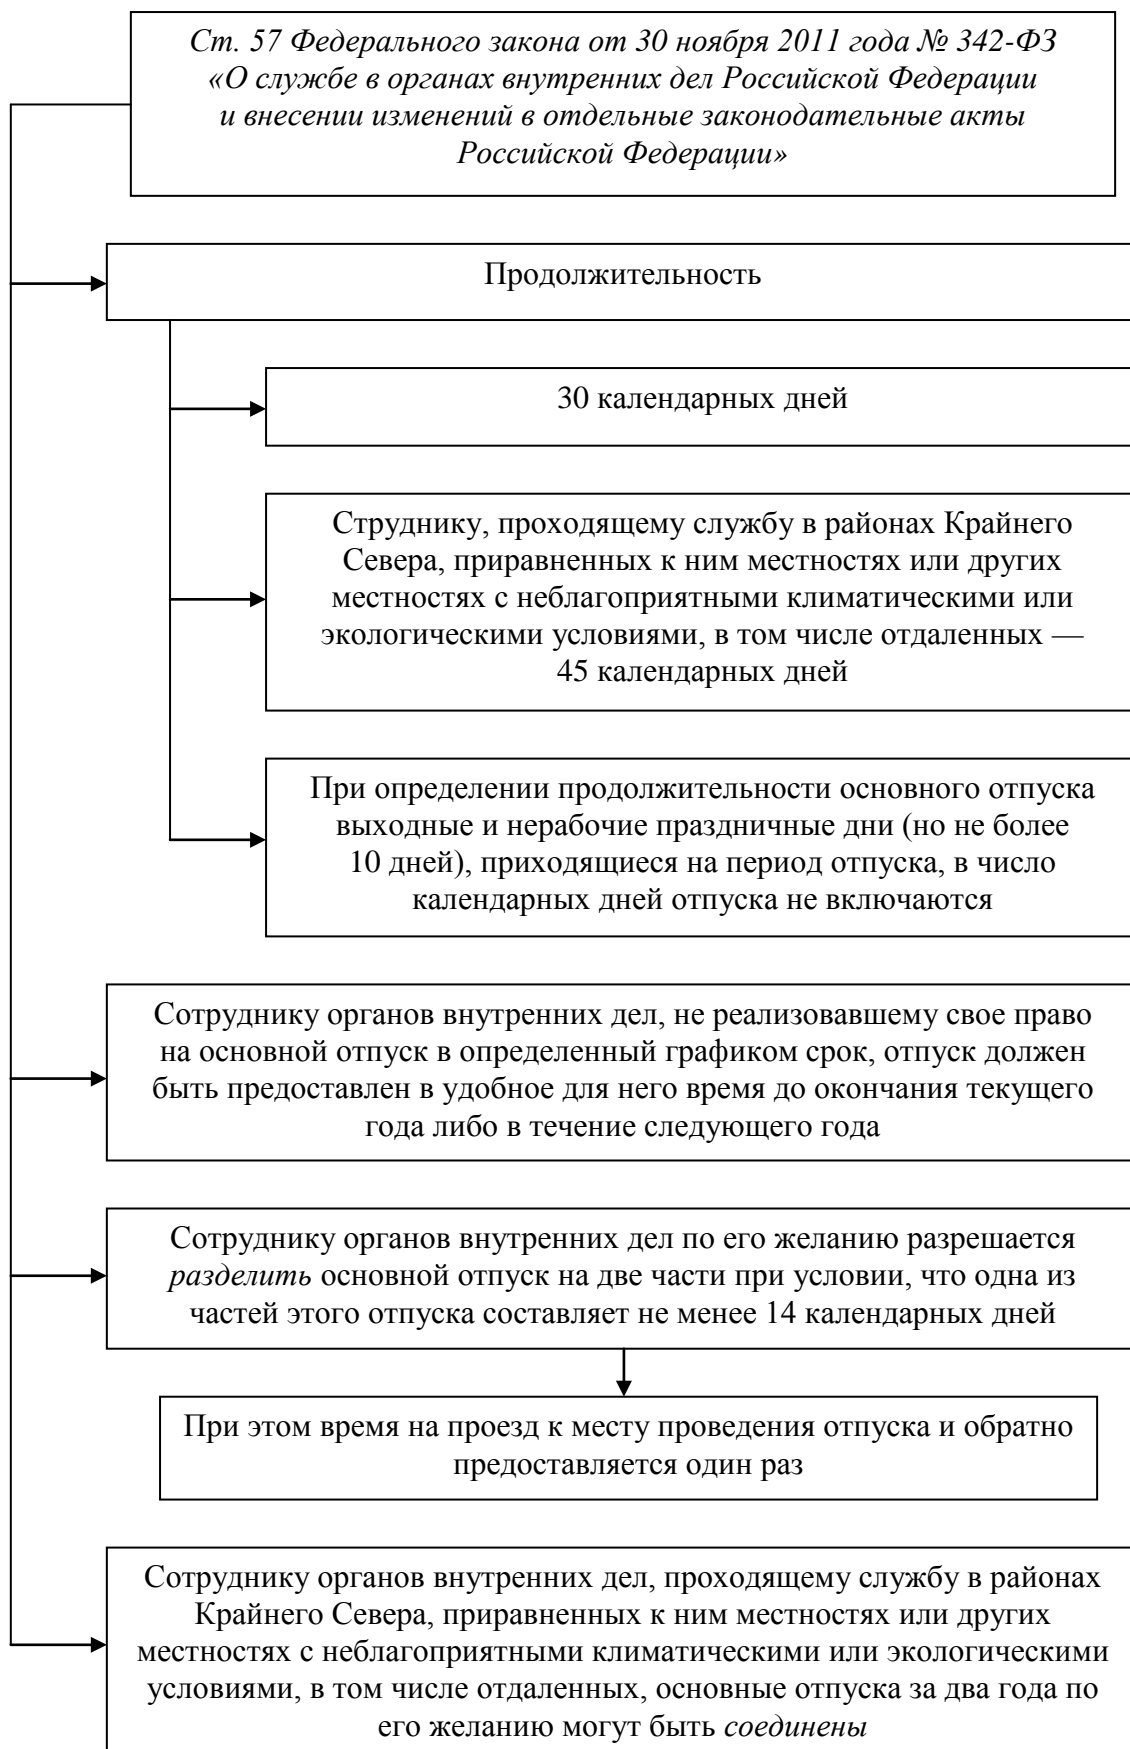 Ст. 57 Федерального закона от 30 ноября 2011 года № 342-ФЗ
«О службе в органах внутренних дел Российской Федерации
и внесении изменений в отдельные законодательные акты
Российской Федерации»
Продолжительность
30 календарных дней
Струднику, проходящему службу в районах Крайнего
Севера, приравненных к ним местностях или других
местностях с неблагоприятными климатическими или
экологическими условиями, в том числе отдаленных —
45 календарных дней
При определении продолжительности основного отпуска
выходные и нерабочие праздничные дни (но не более
10 дней), приходящиеся на период отпуска, в число
календарных дней отпуска не включаются
Сотруднику органов внутренних дел, не реализовавшему свое право
на основной отпуск в определенный графиком срок, отпуск должен
быть предоставлен в удобное для него время до окончания текущего
года либо в течение следующего года
Сотруднику органов внутренних дел по его желанию разрешается
разделить основной отпуск на две части при условии, что одна из
частей этого отпуска составляет не менее 14 календарных дней
При этом время на проезд к месту проведения отпуска и обратно
предоставляется один раз
Сотруднику органов внутренних дел, проходящему службу в районах
Крайнего Севера, приравненных к ним местностях или других
местностях с неблагоприятными климатическими или экологическими
условиями, в том числе отдаленных, основные отпуска за два года по
его желанию могут быть соединены